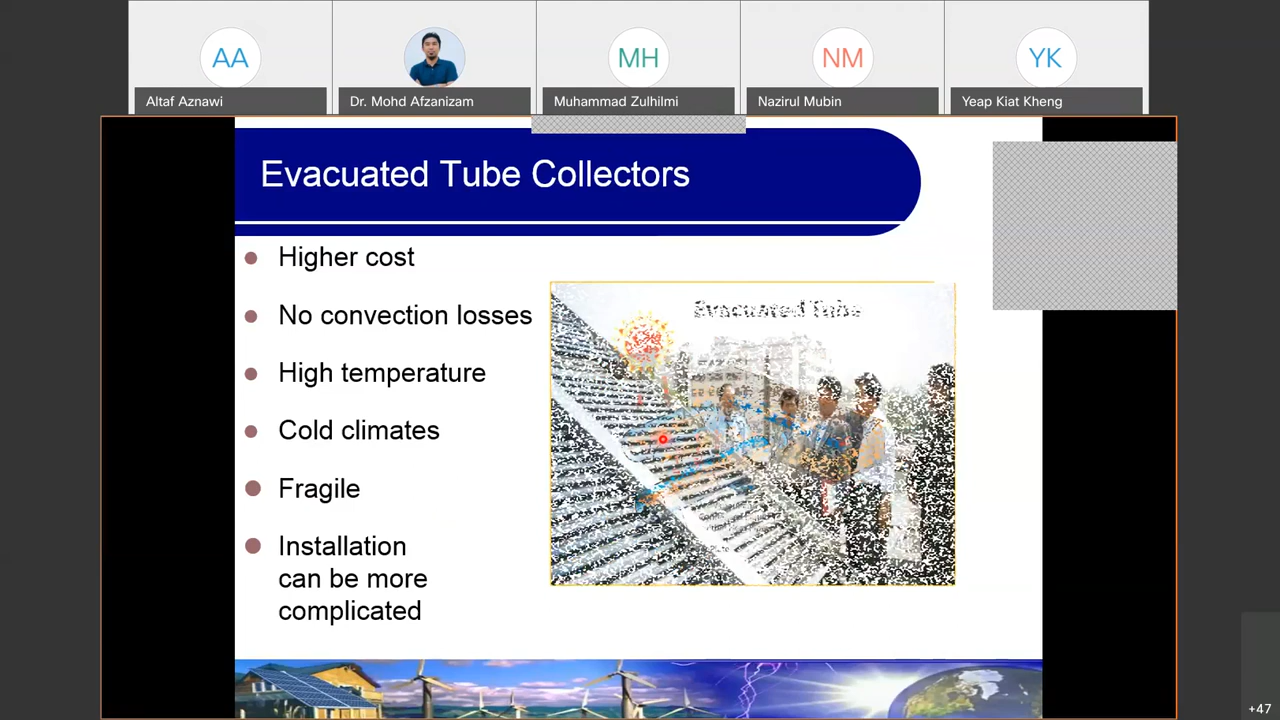 AA
MH
NM
YK
Altaf Aznawi
Dr. Mohd Afzanizam
Muhammad Zulhilmi
Nazirul Mubin
Yeap Kiat Kheng
Evacuated Tube Collectors
Higher cost
No convection losses
High temperature
Cold climates
Fragile
Installation
can be more
complicated
Evacuated Tube
+47